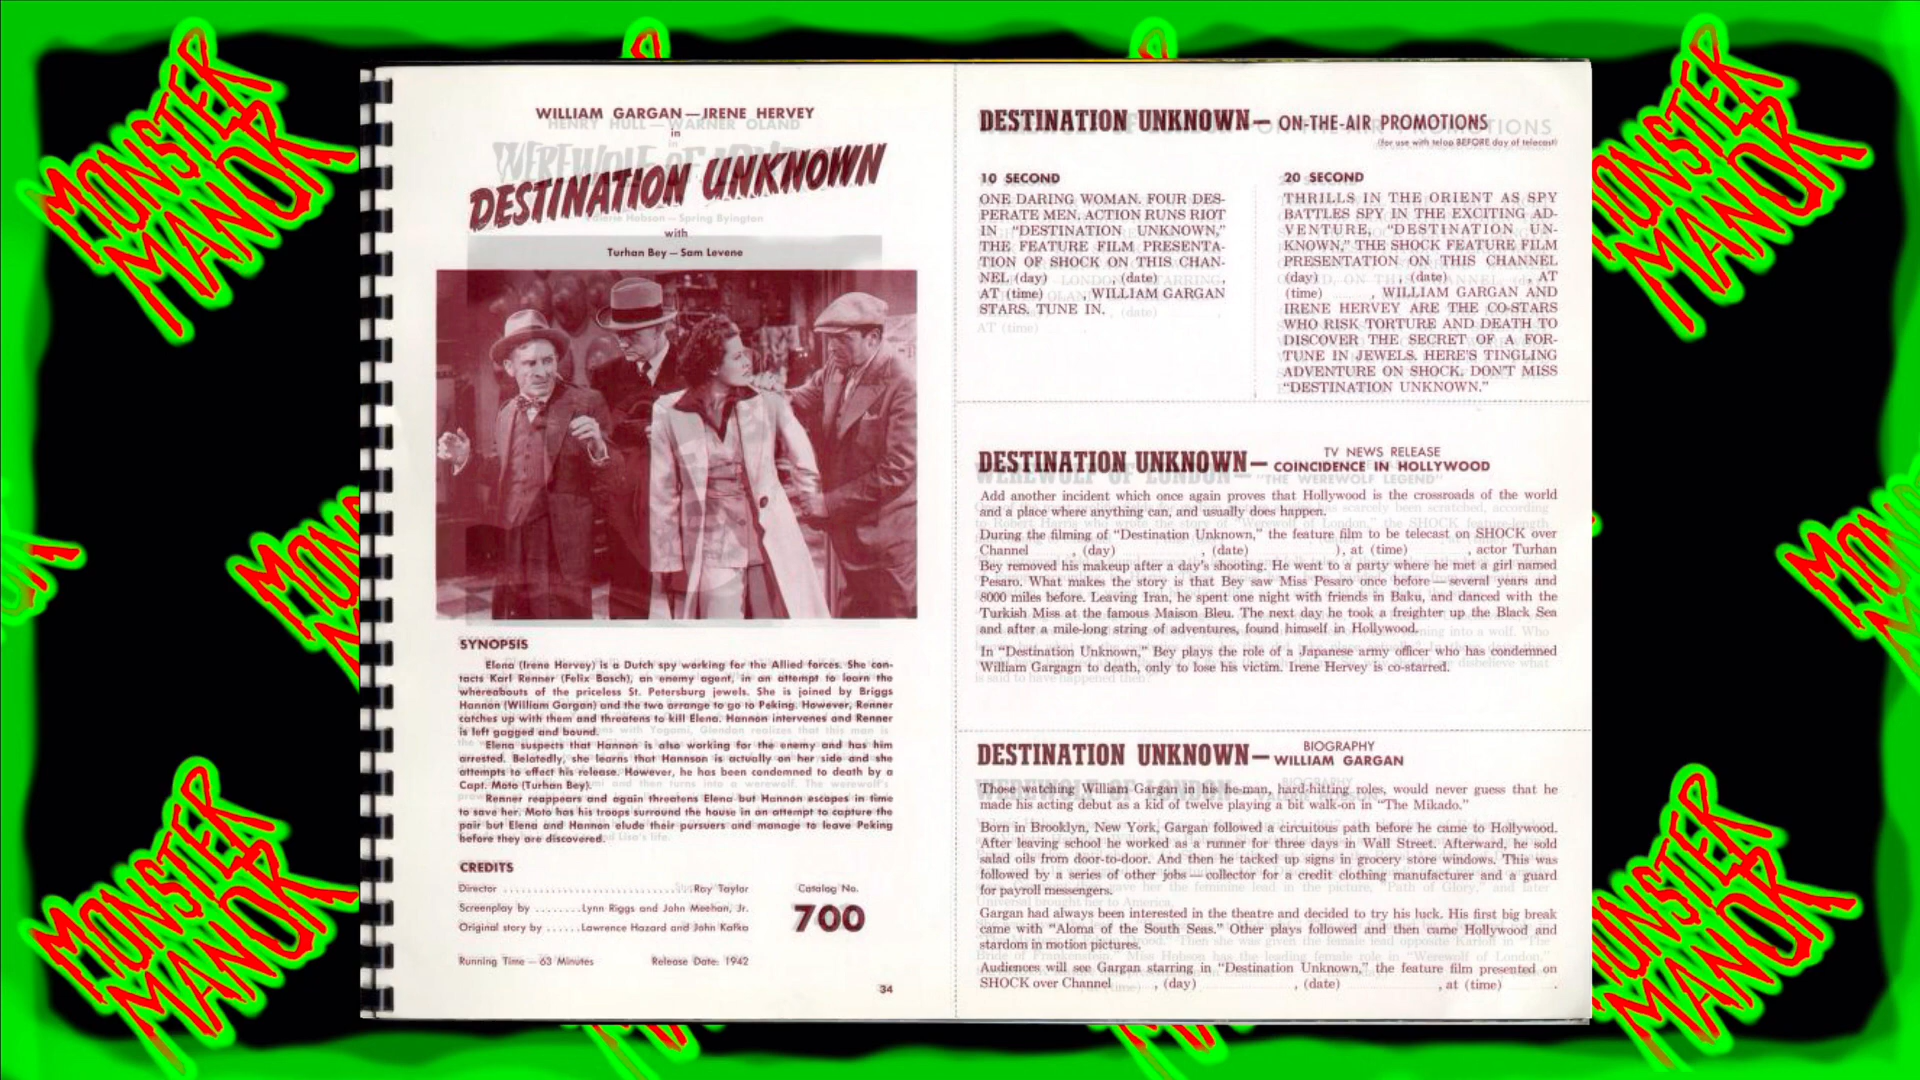 MONSTER
MANOR
MONSTER
MANOR
WILLIAM GARGAN—IRENE HERVEY
in
DESTINATION UNKNOWN
with
Turhan Bey — Sam Levene
SYNOPSIS
Elena (Irene Hervey) is a Dutch spy working for the Allied forces. She con-
tacts Karl Renner (Felix Basch), an enemy agent, in an attempt to learn the
whereabouts of the priceless St. Petersburg jewels. She is joined by Briggs
Hannon (William Gargan) and the two arrange to go to Peking. However, Renner
catches up with them and threatens to kill Elena. Hannon intervenes and Renner
is left gagged and bound.
Elena suspects that Hannon is also working for the enemy and has him
arrested. Belatedly, she learns that Hannson is actually on her side and she
attempts to effect his release. However, he has been condemned to death by a
Capt. Moto (Turhan Bey).
Renner reappears and again threatens Elena but Hannon escapes in time
to save her. Moto has his troops surround the house in an attempt to capture the
pair but Elena and Hannon elude their pursuers and manage to leave Peking
before they are discovered.
CREDITS
Director ........................................ Roy Taylor
Screenplay by ........ Lynn Riggs and John Meehan, Jr.
Original story by ...... Lawrence Hazard and John Kafka
Catalog No.
700
Running Time — 63 Minutes Release Date: 1942
34
DESTINATION UNKNOWN— ON-THE-AIR PROMOTIONS
(for use with telop BEFORE day of telecast)
10 SECOND
ONE DARING WOMAN. FOUR DES-
PERATE MEN. ACTION RUNS RIOT
IN “DESTINATION UNKNOWN,”
THE FEATURE FILM PRESENTA-
TION OF SHOCK ON THIS CHAN-
NEL (day) , (date) ,
AT (time) , WILLIAM GARGAN
STARS. TUNE IN.
20 SECOND
THRILLS IN THE ORIENT AS SPY
BATTLES SPY IN THE EXCITING AD-
VENTURE, “DESTINATION UN-
KNOWN,” THE SHOCK FEATURE FILM
PRESENTATION ON THIS CHANNEL
(day) , (date) , AT
(time) , WILLIAM GARGAN AND
IRENE HERVEY ARE THE CO-STARS
WHO RISK TORTURE AND DEATH TO
DISCOVER THE SECRET OF A FOR-
TUNE IN JEWELS. HERE'S TINGLING
ADVENTURE ON SHOCK. DON'T MISS
“DESTINATION UNKNOWN.”
DESTINATION UNKNOWN— TV NEWS RELEASE
COINCIDENCE IN HOLLYWOOD
Add another incident which once again proves that Hollywood is the crossroads of the world
and a place where anything can, and usually does happen.
During the filming of “Destination Unknown,” the feature film to be telecast on SHOCK over
Channel , (day) , (date) ), at (time) , actor Turhan
Bey removed his makeup after a day's shooting. He went to a party where he met a girl named
Pesaro. What makes the story is that Bey saw Miss Pesaro once before — several years and
8000 miles before. Leaving Iran, he spent one night with friends in Baku, and danced with the
Turkish Miss at the famous Maison Bleu. The next day he took a freighter up the Black Sea
and after a mile-long string of adventures, found himself in Hollywood.
In “Destination Unknown,” Bey plays the role of a Japanese army officer who has condemned
William Gargagn to death, only to lose his victim. Irene Hervey is co-starred.
DESTINATION UNKNOWN— BIOGRAPHY
WILLIAM GARGAN
Those watching William Gargan in his he-man, hard-hitting roles, would never guess that he
made his acting debut as a kid of twelve playing a bit walk-on in “The Mikado.”
Born in Brooklyn, New York, Gargan followed a circuitous path before he came to Hollywood.
After leaving school he worked as a runner for three days in Wall Street. Afterward, he sold
salad oils from door-to-door. And then he tacked up signs in grocery store windows. This was
followed by a series of other jobs — collector for a credit clothing manufacturer and a guard
for payroll messengers.
Gargan had always been interested in the theatre and decided to try his luck. His first big break
came with “Aloma of the South Seas.” Other plays followed and then came Hollywood and
stardom in motion pictures.
Audiences will see Gargan starring in “Destination Unknown,” the feature film presented on
SHOCK over Channel , (day) , (date) , at (time) .
MONSTER
MANOR
MONSTER
MANOR